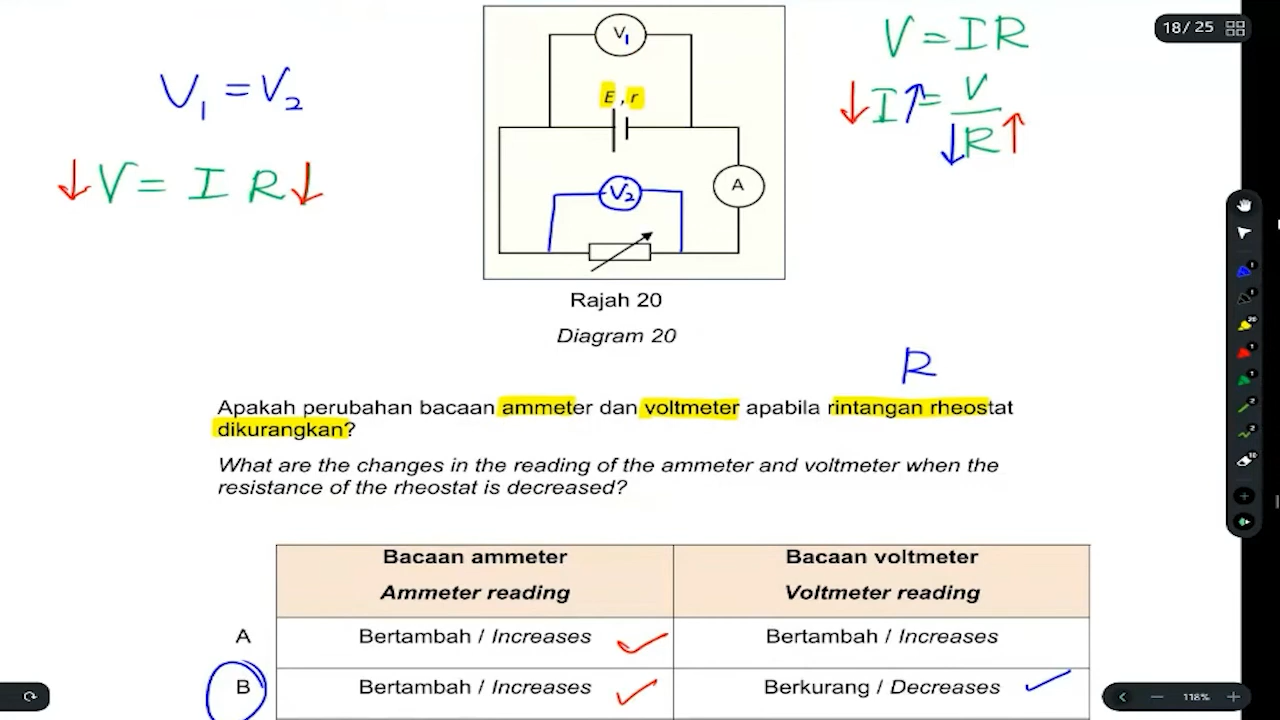 18/ 25
V₁ = V₂
↓V = I R↓
V₁
E , r
A
V₂
V = IR
↓I↑ = V / ↓R↑
Rajah 20
Diagram 20
R
Apakah perubahan bacaan ammeter dan voltmeter apabila rintangan rheostat
dikurangkan?
What are the changes in the reading of the ammeter and voltmeter when the
resistance of the rheostat is decreased?
Bacaan ammeter
Ammeter reading
Bacaan voltmeter
Voltmeter reading
A
Bertambah / Increases
Bertambah / Increases
B
Bertambah / Increases
Berkurang / Decreases
118%